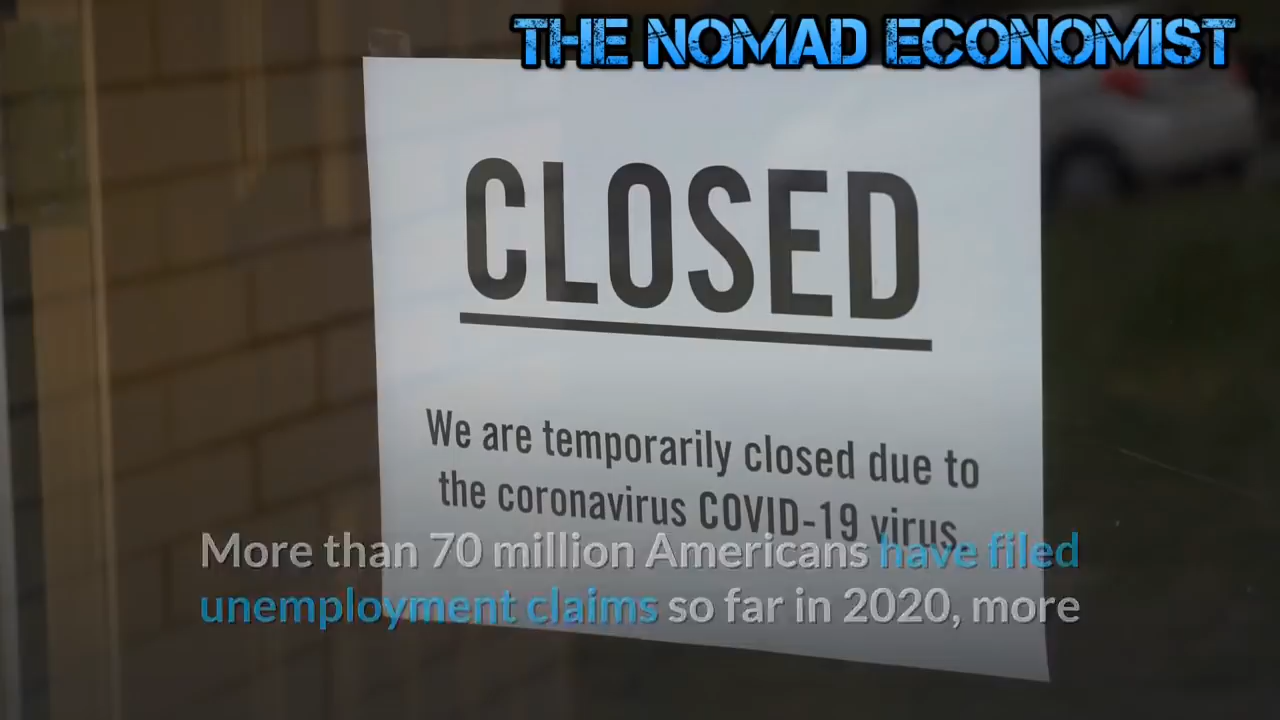 THE NOMAD ECONOMIST
CLOSED
We are temporarily closed due to
the coronavirus COVID-19 virus
More than 70 million Americans have filed
unemployment claims so far in 2020, more